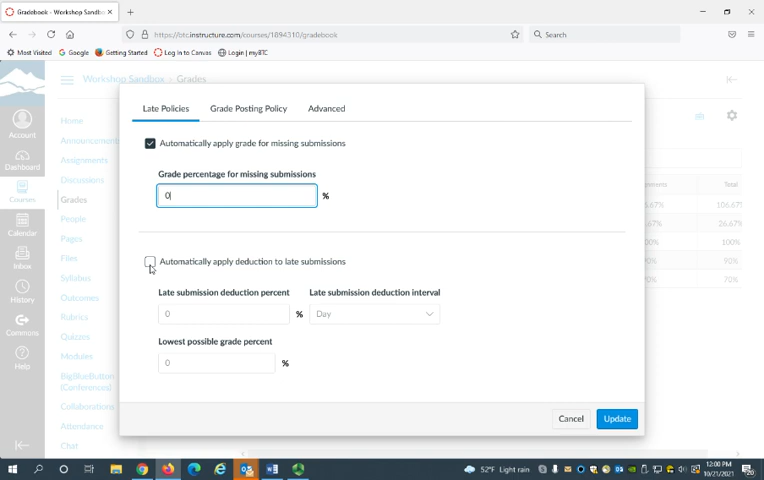 Gradebook - Workshop Sandbox
https://btc.instructure.com/courses/1894310/gradebook
Search
Most Visited
Google
Getting Started
Log In to Canvas
Login | myBTC
Workshop Sandbox > Grades
Account
Dashboard
Courses
Calendar
Inbox
History
Commons
Help
Home
Announcements
Assignments
Discussions
Grades
People
Pages
Files
Syllabus
Outcomes
Rubrics
Quizzes
Modules
BigBlueButton
(Conferences)
Collaborations
Attendance
Chat
Late Policies
Grade Posting Policy
Advanced
Automatically apply grade for missing submissions
Grade percentage for missing submissions
0 %
Automatically apply deduction to late submissions
Late submission deduction percent
Late submission deduction interval
0 %
Day
Lowest possible grade percent
0 %
Cancel
Update
Total
106.67%
26.67%
100%
90%
70%
52°F Light rain
12:00 PM
10/21/2021